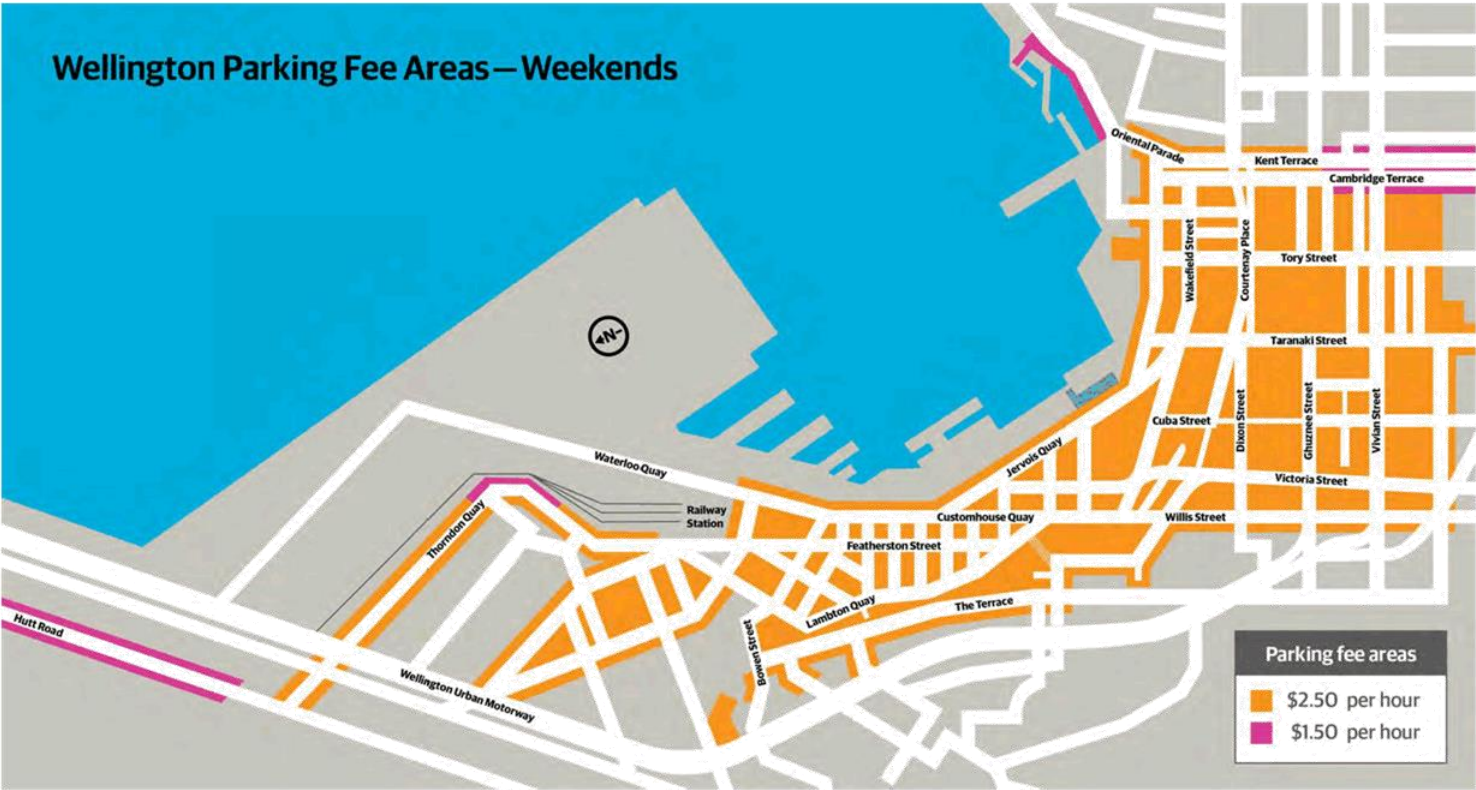 Wellington Parking Fee Areas – Weekends
Oriental Parade
Kent Terrace
Cambridge Terrace
Wakefield Street
Courtenay Place
Tory Street
N
Taranaki Street
Dixon Street
Ghuznee Street
Vivian Street
Cuba Street
Jervois Quay
Waterloo Quay
Victoria Street
Railway
Station
Customhouse Quay
Willis Street
Thorndon Quay
Featherston Street
Lambton Quay
The Terrace
Bowen Street
Hutt Road
Wellington Urban Motorway
Parking fee areas
$2.50 per hour
$1.50 per hour